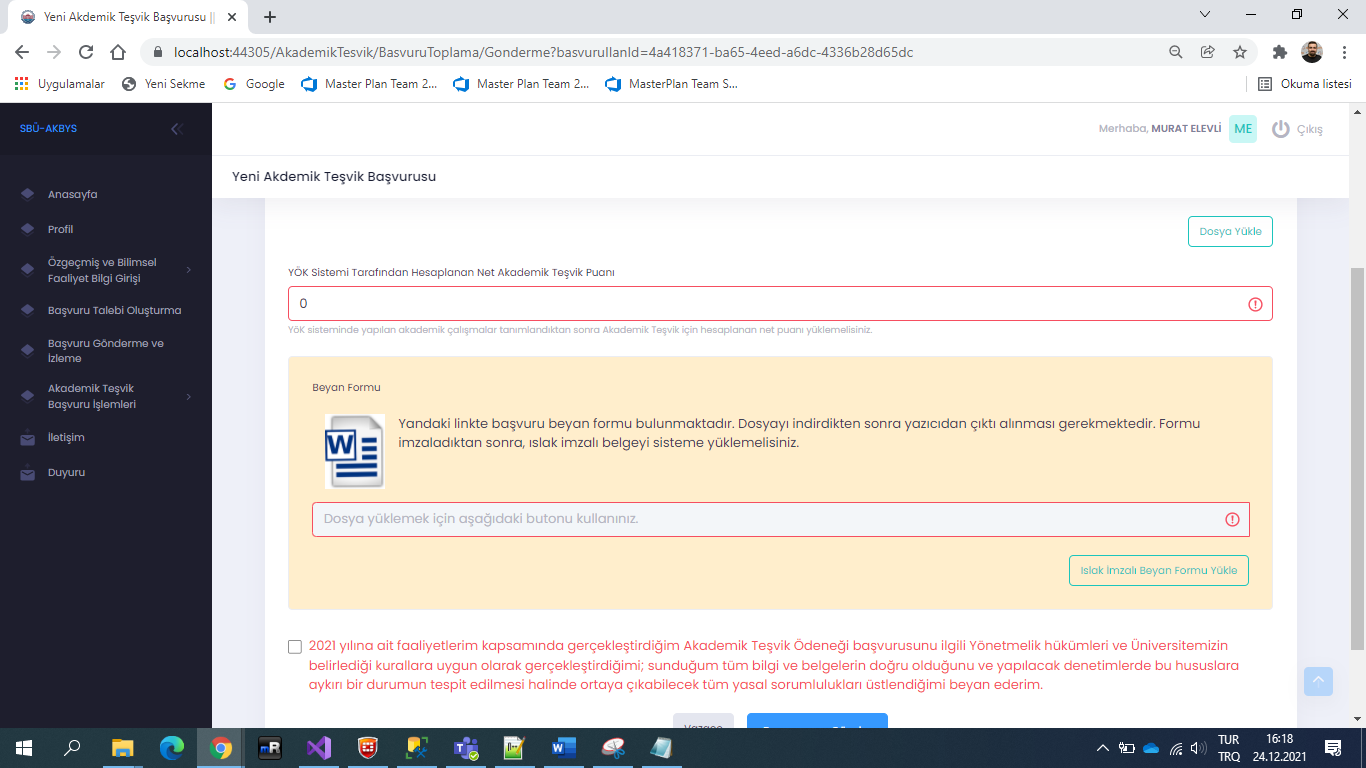 Yeni Akdemik Teşvik Başvurusu ||
localhost:44305/AkademikTesvik/BasvuruToplama/Gonderme?basvuruIlanId=4a418371-ba65-4eed-a6dc-4336b28d65dc
Uygulamalar
Yeni Sekme
Google
Master Plan Team 2...
Master Plan Team 2...
MasterPlan Team S...
Okuma listesi
SBÜ-AKBYS
Merhaba, MURAT ELEVLİ
ME
Çıkış
Yeni Akdemik Teşvik Başvurusu
Anasayfa
Profil
Özgeçmiş ve Bilimsel
Faaliyet Bilgi Girişi
Başvuru Talebi Oluşturma
Başvuru Gönderme ve
İzleme
Akademik Teşvik
Başvuru İşlemleri
İletişim
Duyuru
Dosya Yükle
YÖK Sistemi Tarafından Hesaplanan Net Akademik Teşvik Puanı
0
YöK sisteminde yapılan akademik çalışmalar tanımlandıktan sonra Akademik Teşvik için hesaplanan net puanı yüklemelisiniz.
Beyan Formu
W
Yandaki linkte başvuru beyan formu bulunmaktadır. Dosyayı indirdikten sonra yazıcıdan çıktı alınması gerekmektedir. Formu
imzaladıktan sonra, ıslak imzalı belgeyi sisteme yüklemelisiniz.
Dosya yüklemek için aşağıdaki butonu kullanınız.
Islak İmzalı Beyan Formu Yükle
2021 yılına ait faaliyetlerim kapsamında gerçekleştirdiğim Akademik Teşvik Ödeneği başvurusunu ilgili Yönetmelik hükümleri ve Üniversitemizin
belirlediği kurallara uygun olarak gerçekleştirdiğimi; sunduğum tüm bilgi ve belgelerin doğru olduğunu ve yapılacak denetimlerde bu hususlara
aykırı bir durumun tespit edilmesi halinde ortaya çıkabilecek tüm yasal sorumlulukları üstlendiğimi beyan ederim.
TUR
TRQ
16:18
24.12.2021